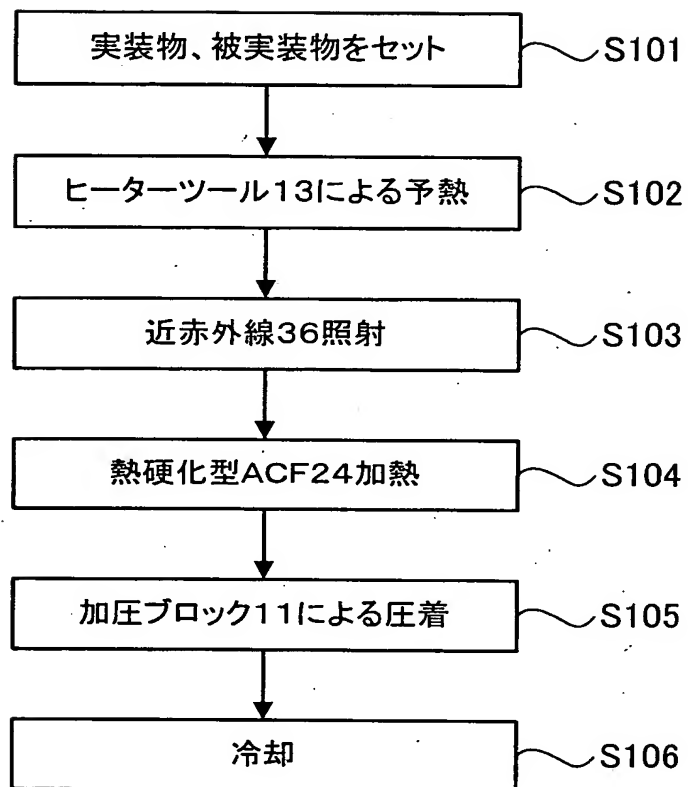 実装物、被実装物をセット S101
ヒーターツール13による予熱 S102
近赤外線36照射 S103
熱硬化型ACF24加熱 S104
加圧ブロック11による圧着 S105
冷却 S106